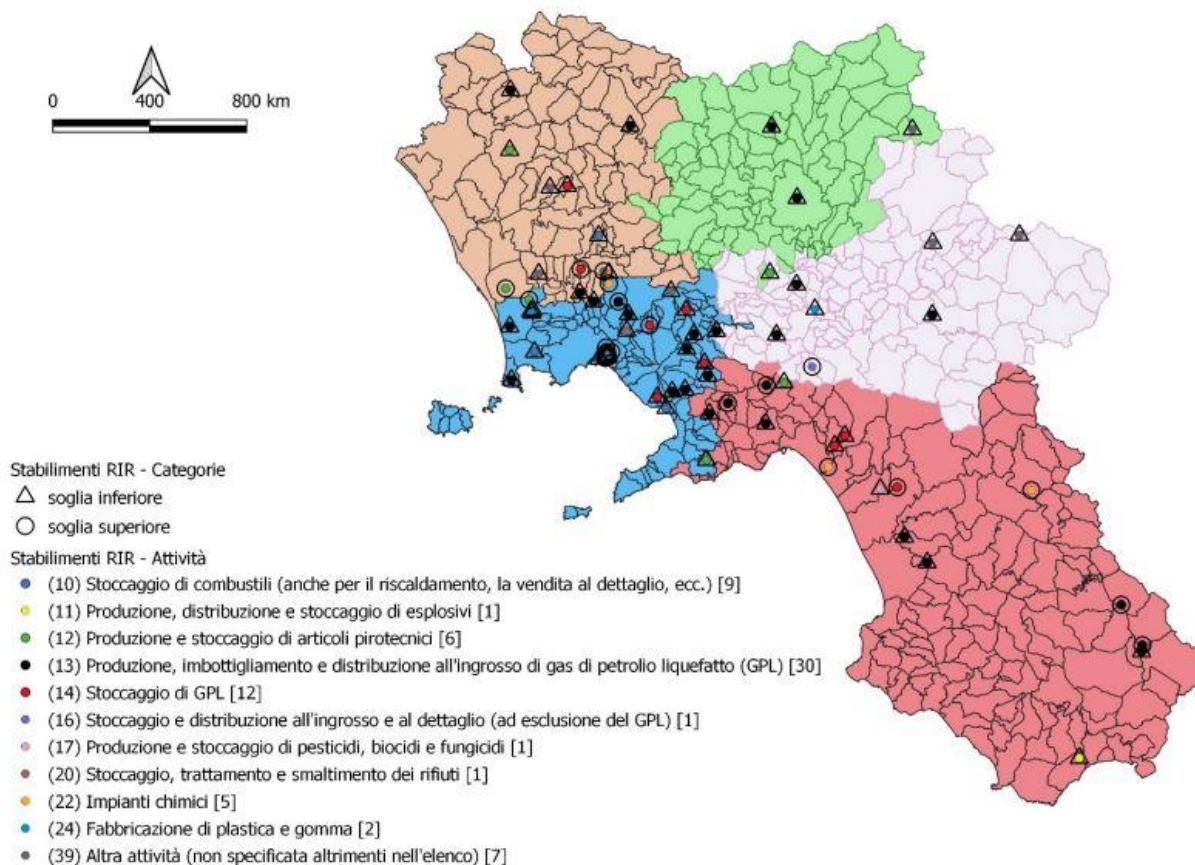 0 400 800 km
Stabilimenti RIR - Categorie
soglia inferiore
soglia superiore
Stabilimenti RIR - Attività
(10) Stoccaggio di combustili (anche per il riscaldamento, la vendita al dettaglio, ecc.) [9]
(11) Produzione, distribuzione e stoccaggio di esplosivi [1]
(12) Produzione e stoccaggio di articoli pirotecnici [6]
(13) Produzione, imbottigliamento e distribuzione all'ingrosso di gas di petrolio liquefatto (GPL) [30]
(14) Stoccaggio di GPL [12]
(16) Stoccaggio e distribuzione all'ingrosso e al dettaglio (ad esclusione del GPL) [1]
(17) Produzione e stoccaggio di pesticidi, biocidi e fungicidi [1]
(20) Stoccaggio, trattamento e smaltimento dei rifiuti [1]
(22) Impianti chimici [5]
(24) Fabbricazione di plastica e gomma [2]
(39) Altra attività (non specificata altrimenti nell'elenco) [7]